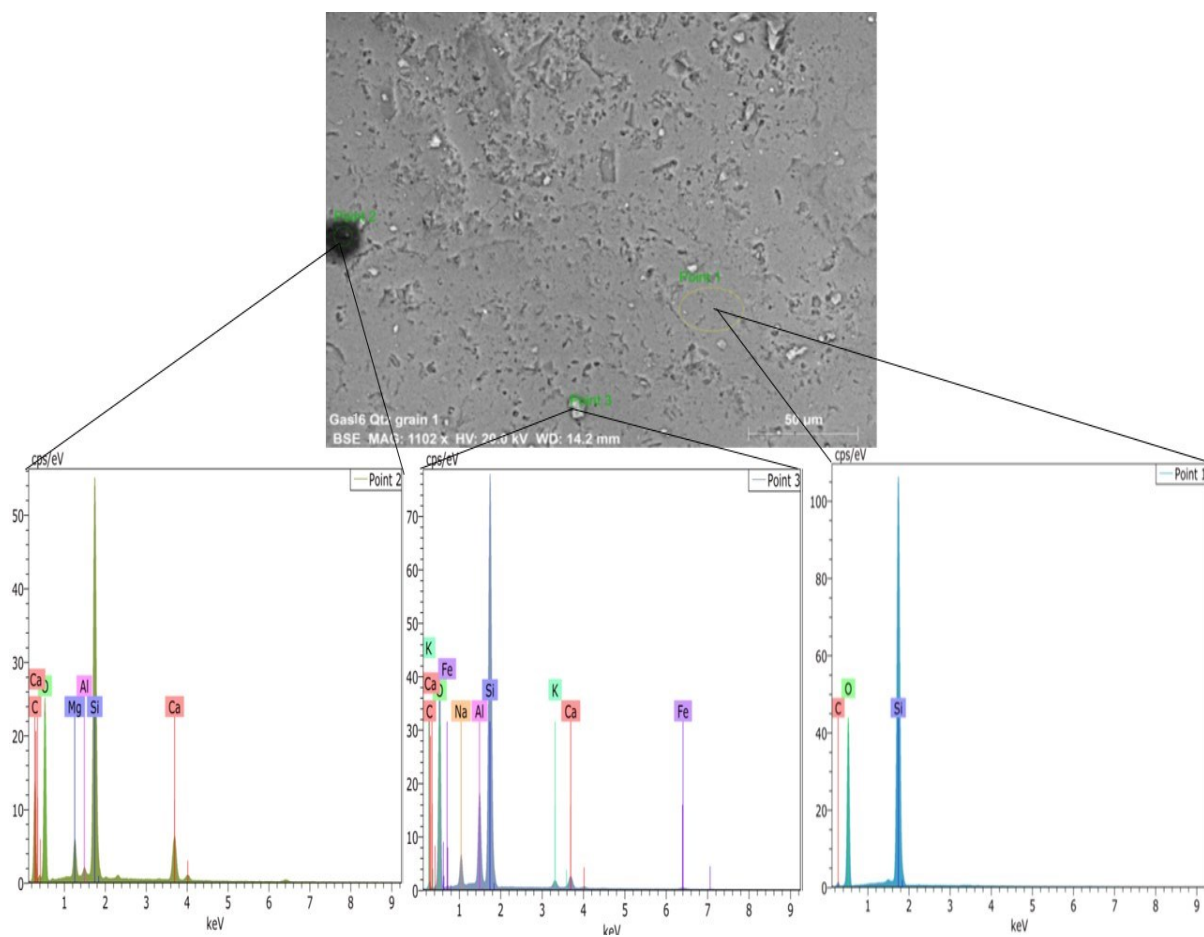 Point 2
Point 1
Point 3
Gas16 Qtz grain 1
50 µm
BSE MAG: 1102 x HV: 20.0 kV WD: 14.2 mm
cps/eV
Point 2
50
40
30
20
10
0
Ca
O
Al
C
Mg
Si
Ca
1 2 3 4 5 6 7 8 9
keV
cps/eV
Point 3
70
60
50
40
30
20
10
0
K
Fe
Ca
O
Si
K
C
Na
Al
Ca
Fe
1 2 3 4 5 6 7 8 9
keV
cps/eV
Point 1
100
80
60
40
20
0
O
C
Si
1 2 3 4 5 6 7 8 9
keV